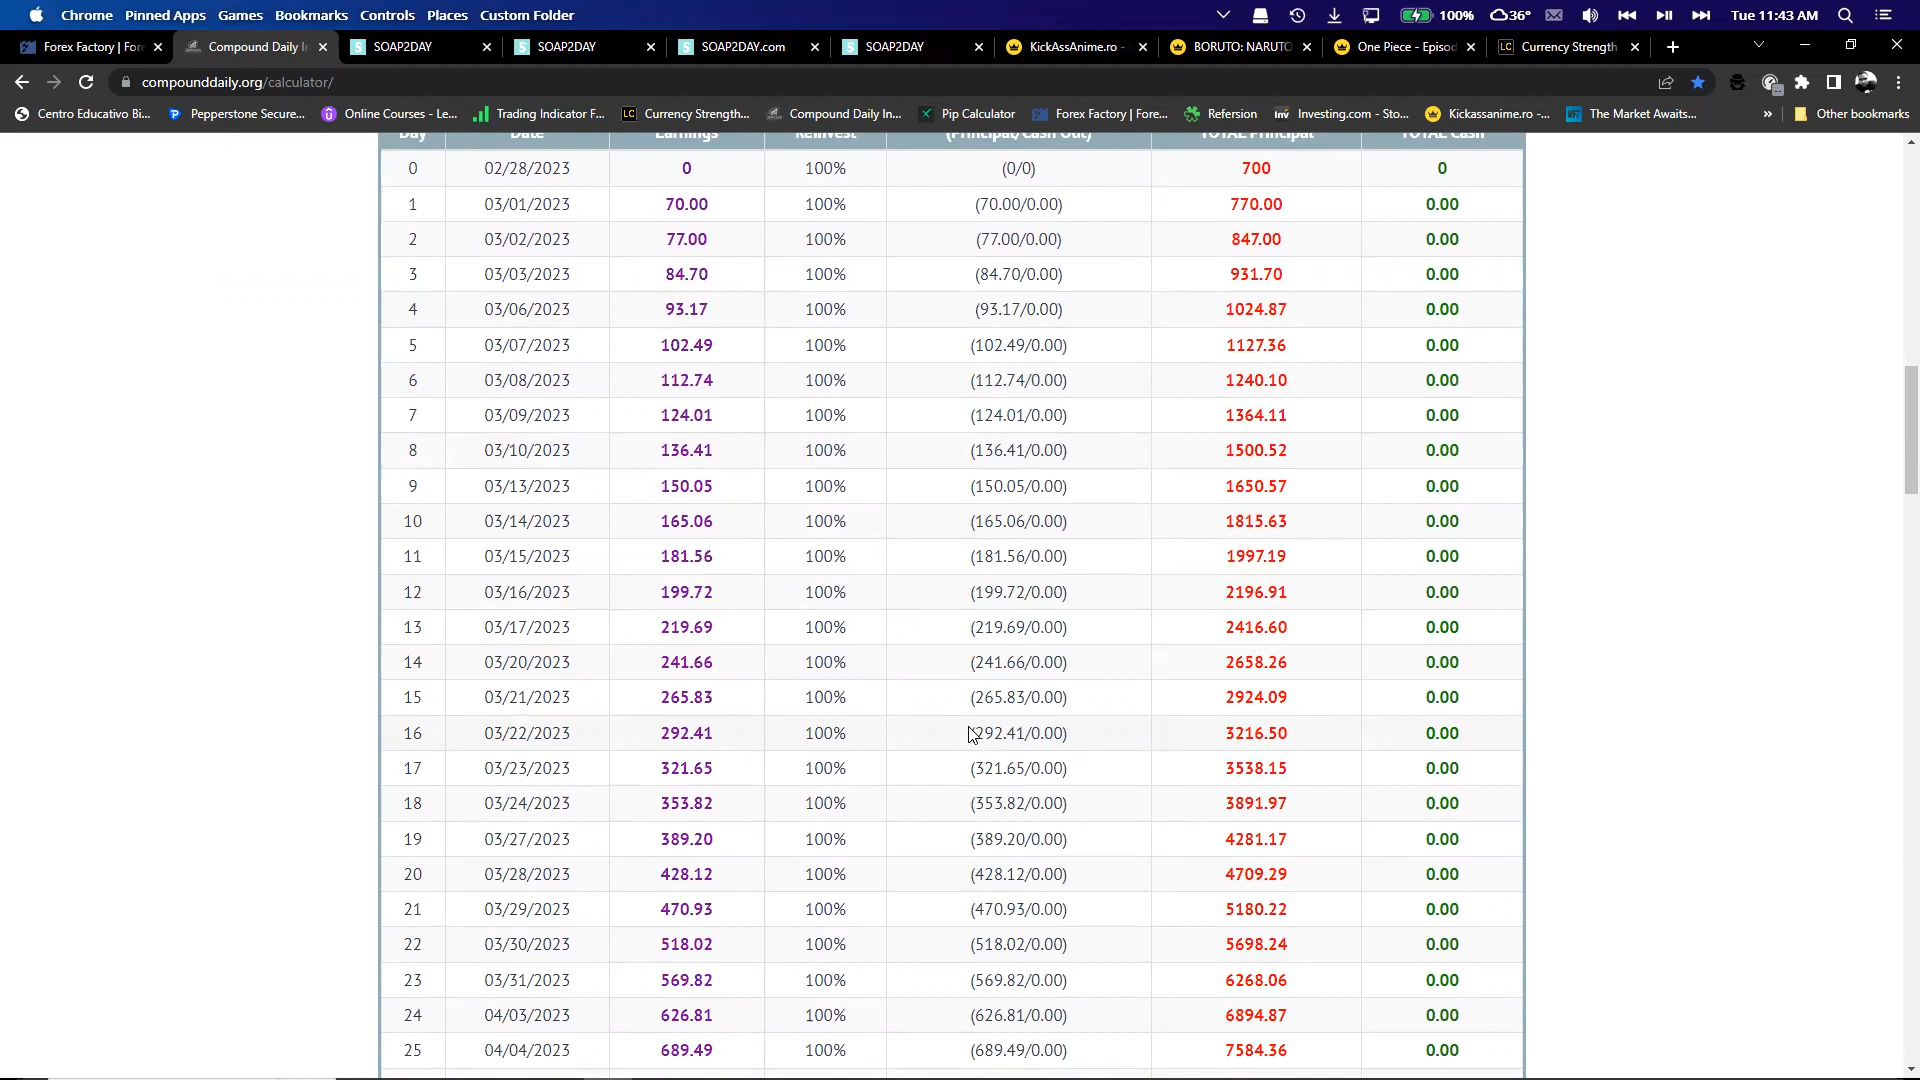 Chrome Pinned Apps Games Bookmarks Controls Places Custom Folder 100% 36° Tue 11:43 AM
Forex Factory | For Compound Daily In SOAP2DAY SOAP2DAY SOAP2DAY.com SOAP2DAY KickAssAnime.ro - BORUTO: NARUTO One Piece - Episod LC Currency Strength
compounddaily.org/calculator/
Centro Educativo Bi... Pepperstone Secure... Online Courses - Le... Trading Indicator F... LC Currency Strength... Compound Daily In... Pip Calculator Forex Factory | Fore... Refersion inv Investing.com - Sto... Kickassanime.ro -... The Market Awaits... » Other bookmarks
Day Date Earnings Reinvest (Principal/Cash Out) TOTAL Principal TOTAL Cash
0 02/28/2023 0 100% (0/0) 700 0
1 03/01/2023 70.00 100% (70.00/0.00) 770.00 0.00
2 03/02/2023 77.00 100% (77.00/0.00) 847.00 0.00
3 03/03/2023 84.70 100% (84.70/0.00) 931.70 0.00
4 03/06/2023 93.17 100% (93.17/0.00) 1024.87 0.00
5 03/07/2023 102.49 100% (102.49/0.00) 1127.36 0.00
6 03/08/2023 112.74 100% (112.74/0.00) 1240.10 0.00
7 03/09/2023 124.01 100% (124.01/0.00) 1364.11 0.00
8 03/10/2023 136.41 100% (136.41/0.00) 1500.52 0.00
9 03/13/2023 150.05 100% (150.05/0.00) 1650.57 0.00
10 03/14/2023 165.06 100% (165.06/0.00) 1815.63 0.00
11 03/15/2023 181.56 100% (181.56/0.00) 1997.19 0.00
12 03/16/2023 199.72 100% (199.72/0.00) 2196.91 0.00
13 03/17/2023 219.69 100% (219.69/0.00) 2416.60 0.00
14 03/20/2023 241.66 100% (241.66/0.00) 2658.26 0.00
15 03/21/2023 265.83 100% (265.83/0.00) 2924.09 0.00
16 03/22/2023 292.41 100% (292.41/0.00) 3216.50 0.00
17 03/23/2023 321.65 100% (321.65/0.00) 3538.15 0.00
18 03/24/2023 353.82 100% (353.82/0.00) 3891.97 0.00
19 03/27/2023 389.20 100% (389.20/0.00) 4281.17 0.00
20 03/28/2023 428.12 100% (428.12/0.00) 4709.29 0.00
21 03/29/2023 470.93 100% (470.93/0.00) 5180.22 0.00
22 03/30/2023 518.02 100% (518.02/0.00) 5698.24 0.00
23 03/31/2023 569.82 100% (569.82/0.00) 6268.06 0.00
24 04/03/2023 626.81 100% (626.81/0.00) 6894.87 0.00
25 04/04/2023 689.49 100% (689.49/0.00) 7584.36 0.00